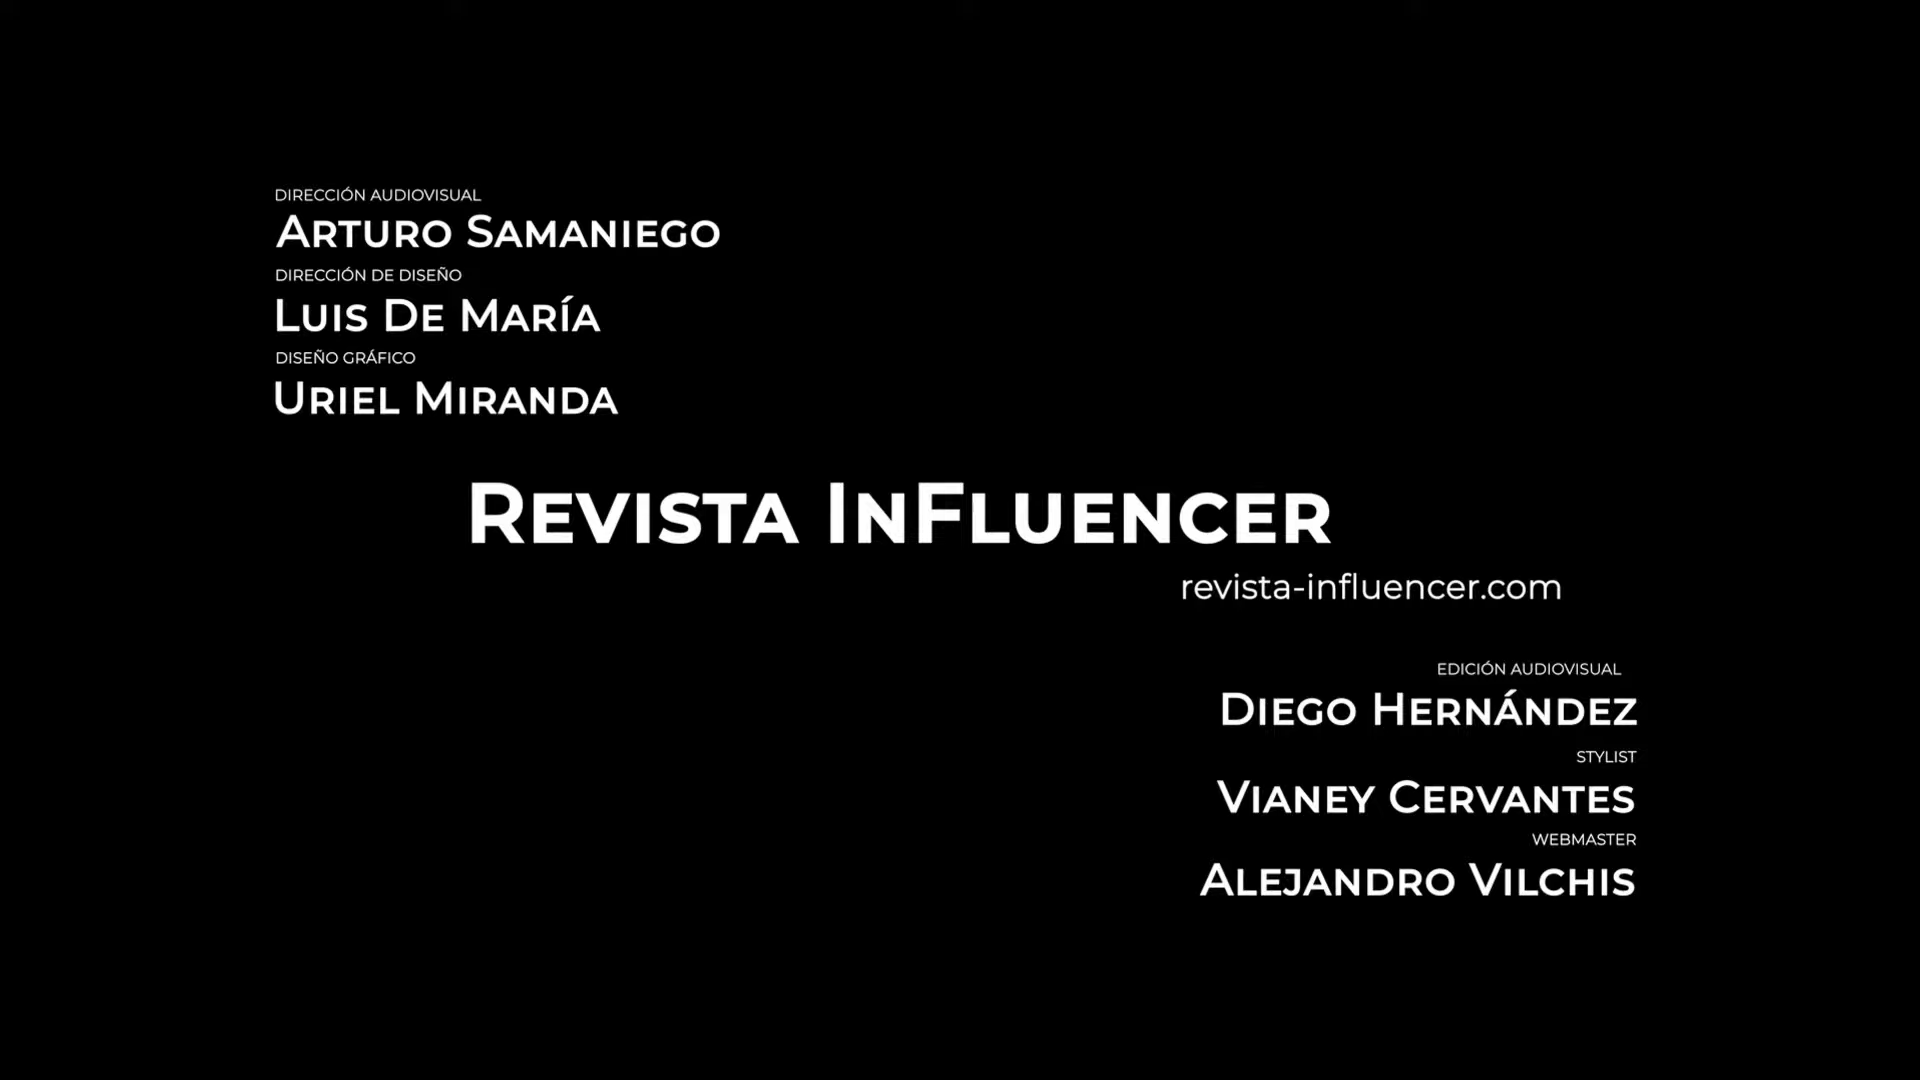 DIRECCIÓN AUDIOVISUAL
ARTURO SAMANIEGO
DIRECCIÓN DE DISEÑO
LUIS DE MARÍA
DISEÑO GRÁFICO
URIEL MIRANDA
REVISTA INFLUENCER
revista-influencer.com
EDICIÓN AUDIOVISUAL
DIEGO HERNÁNDEZ
STYLIST
VIANEY CERVANTES
WEBMASTER
ALEJANDRO VILCHIS